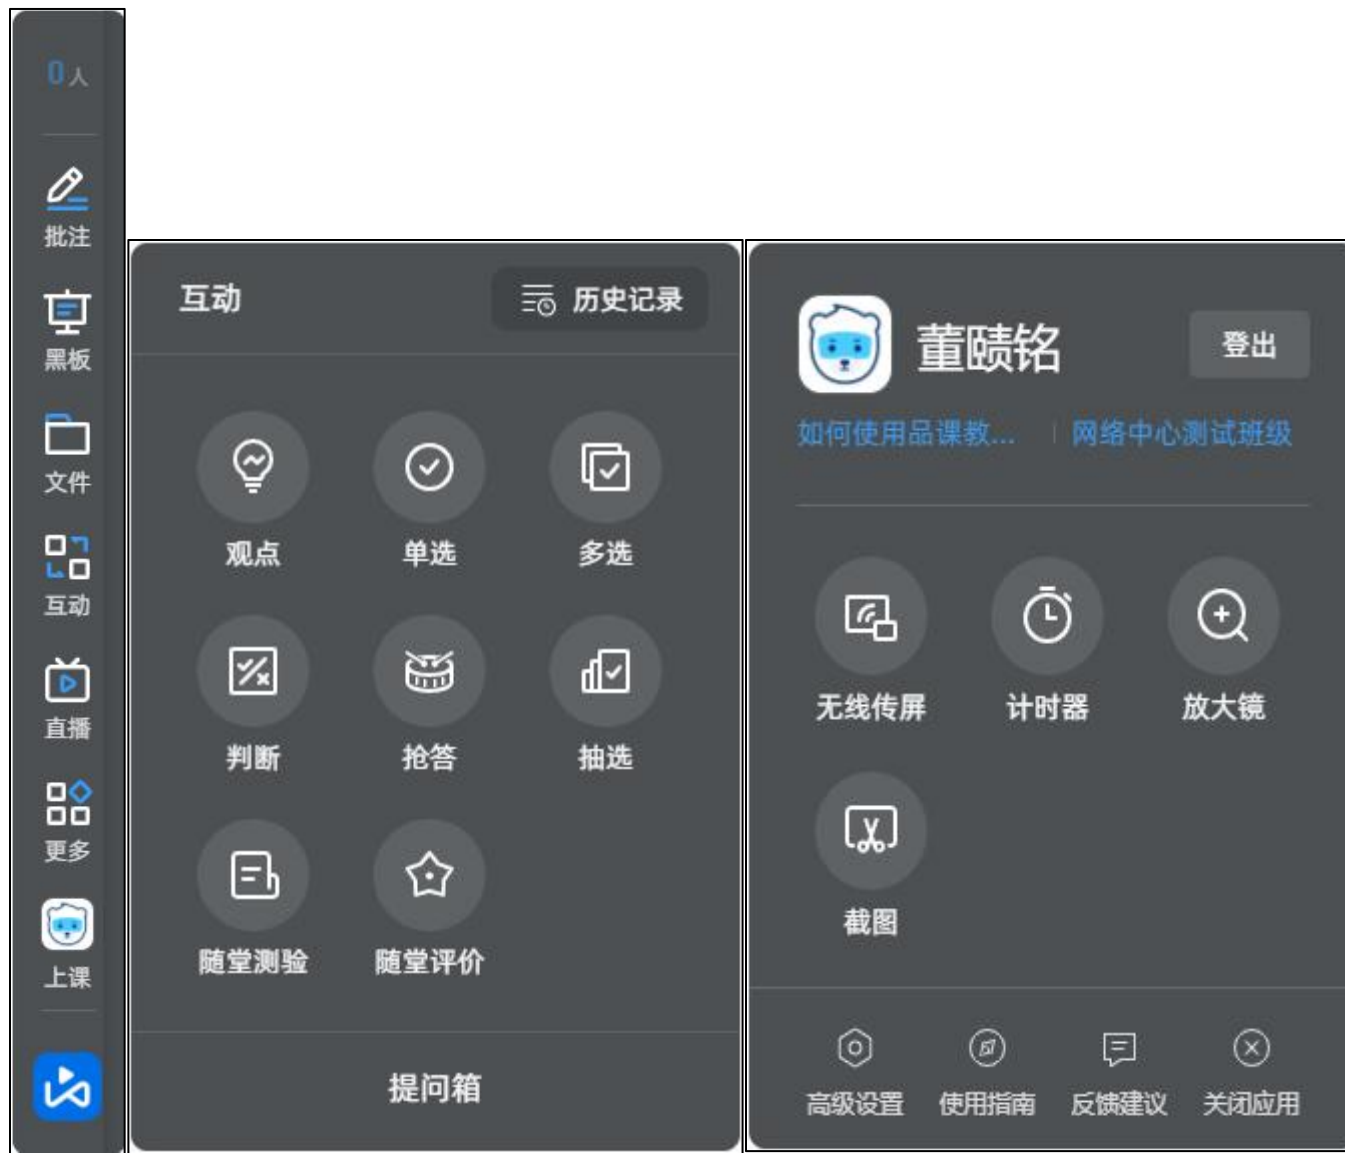 0人
批注
黑板
文件
互动
直播
更多
上课
互动
历史记录
观点 单选 多选
判断 抢答 抽选
随堂测验 随堂评价
提问箱
董赜铭
登出
如何使用品课教... 网络中心测试班级
无线传屏 计时器 放大镜
截图
高级设置 使用指南 反馈建议 关闭应用